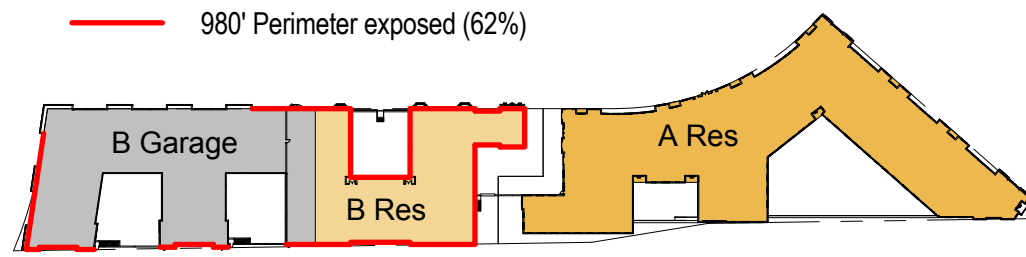 980' Perimeter exposed (62%)
B Garage
A Res
B Res